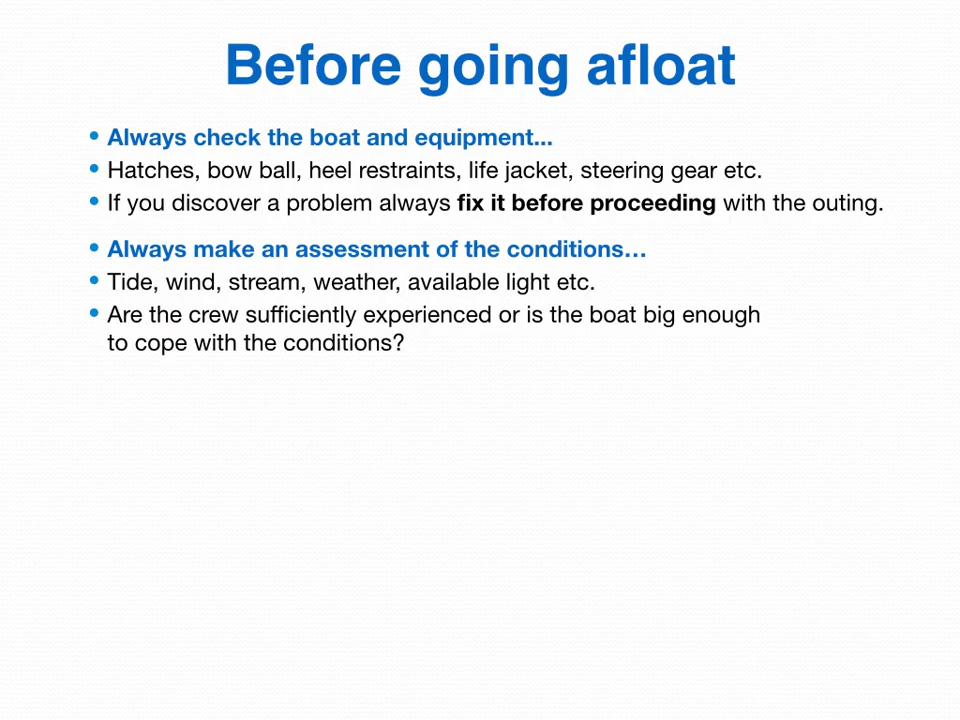 Before going afloat
• Always check the boat and equipment...
• Hatches, bow ball, heel restraints, life jacket, steering gear etc.
• If you discover a problem always fix it before proceeding with the outing.
• Always make an assessment of the conditions…
• Tide, wind, stream, weather, available light etc.
• Are the crew sufficiently experienced or is the boat big enough
to cope with the conditions?